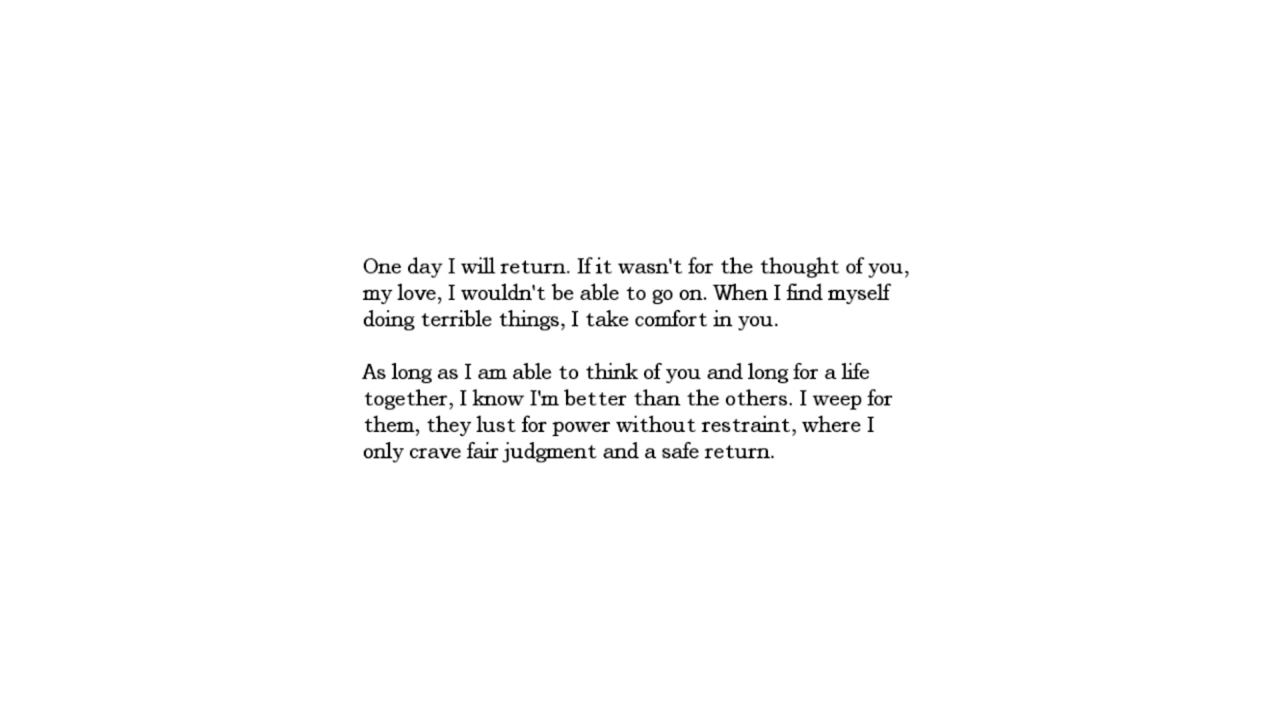 One day I will return. If it wasn't for the thought of you,
my love, I wouldn't be able to go on. When I find myself
doing terrible things, I take comfort in you.
As long as I am able to think of you and long for a life
together, I know I'm better than the others. I weep for
them, they lust for power without restraint, where I
only crave fair judgment and a safe return.